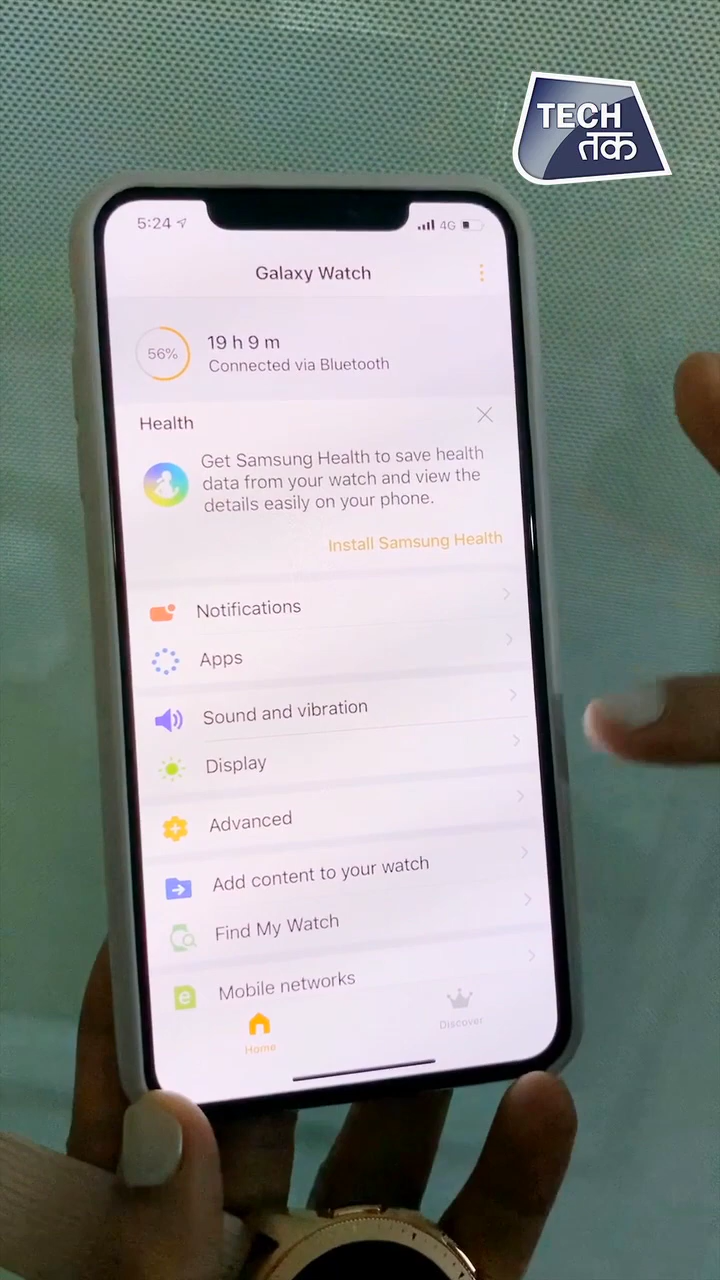 TECH
तक
5:24
4G
Galaxy Watch
56%
19 h 9 m
Connected via Bluetooth
Health
Get Samsung Health to save health
data from your watch and view the
details easily on your phone.
Install Samsung Health
Notifications
Apps
Sound and vibration
Display
Advanced
Add content to your watch
Find My Watch
Mobile networks
Home
Discover